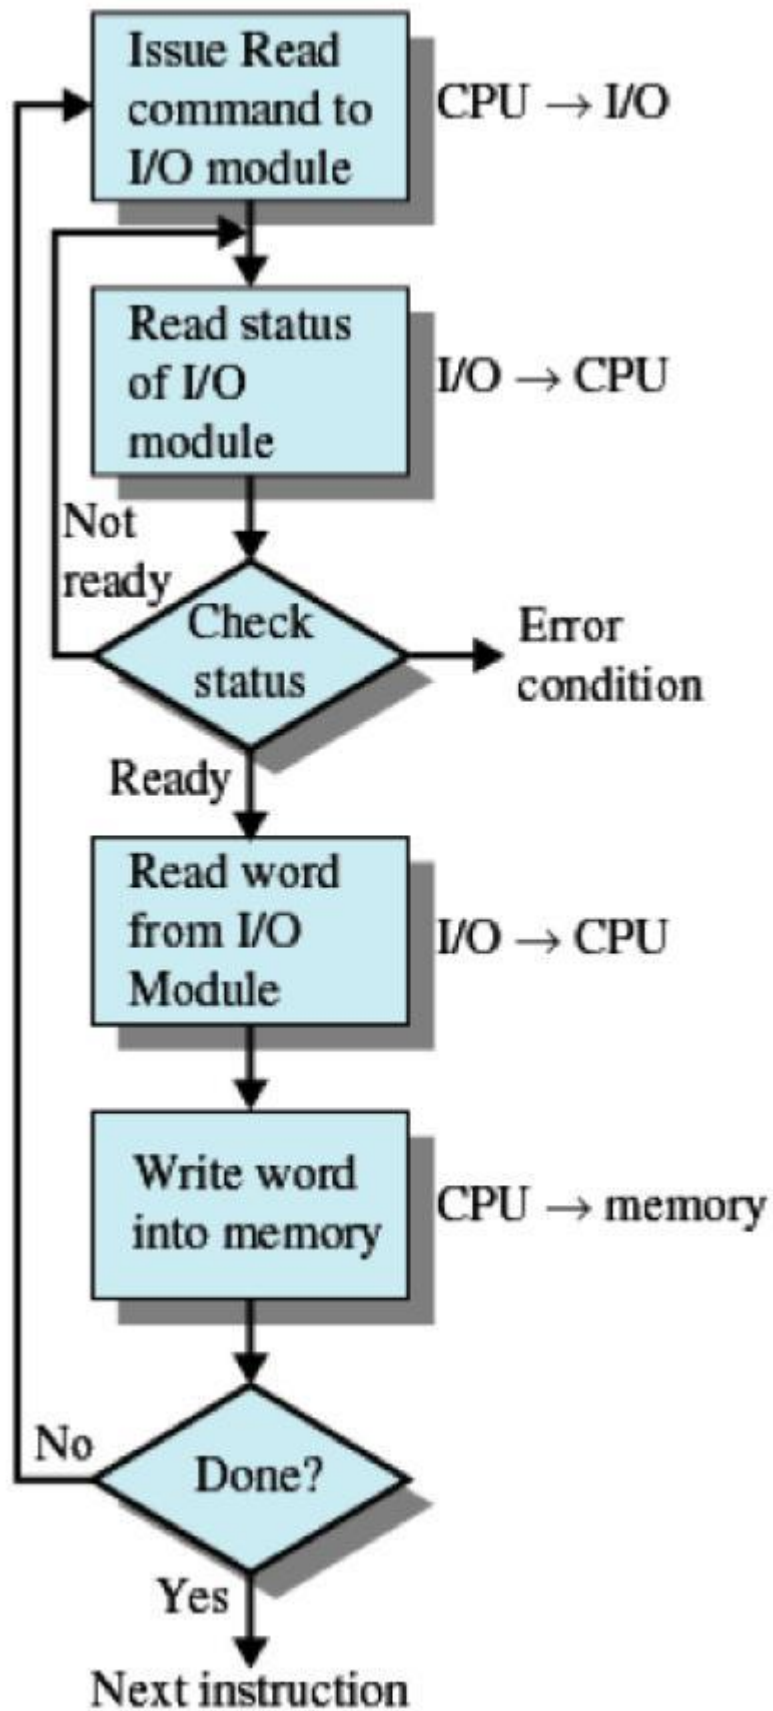 Issue Read
command to
I/O module
CPU → I/O
Read status
of I/O
module
I/O → CPU
Not
ready
Check
status
Error
condition
Ready
Read word
from I/O
Module
I/O → CPU
Write word
into memory
CPU → memory
No
Done?
Yes
Next instruction